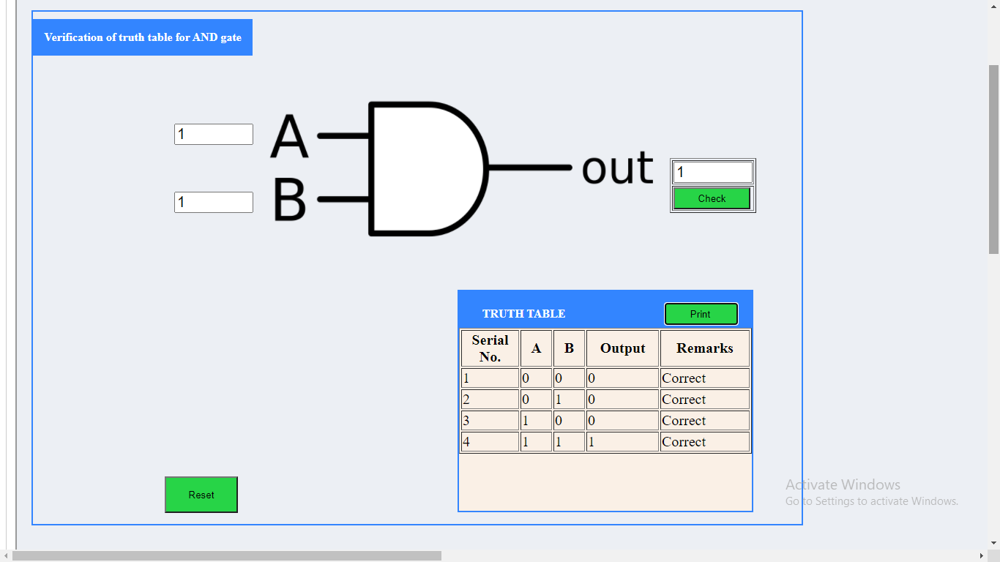 Verification of truth table for AND gate
1
A
1
B
out
1
Check
TRUTH TABLE
Print
Serial No. A B Output Remarks
1 0 0 0 Correct
2 0 1 0 Correct
3 1 0 0 Correct
4 1 1 1 Correct
Reset
Activate Windows
Go to Settings to activate Windows.